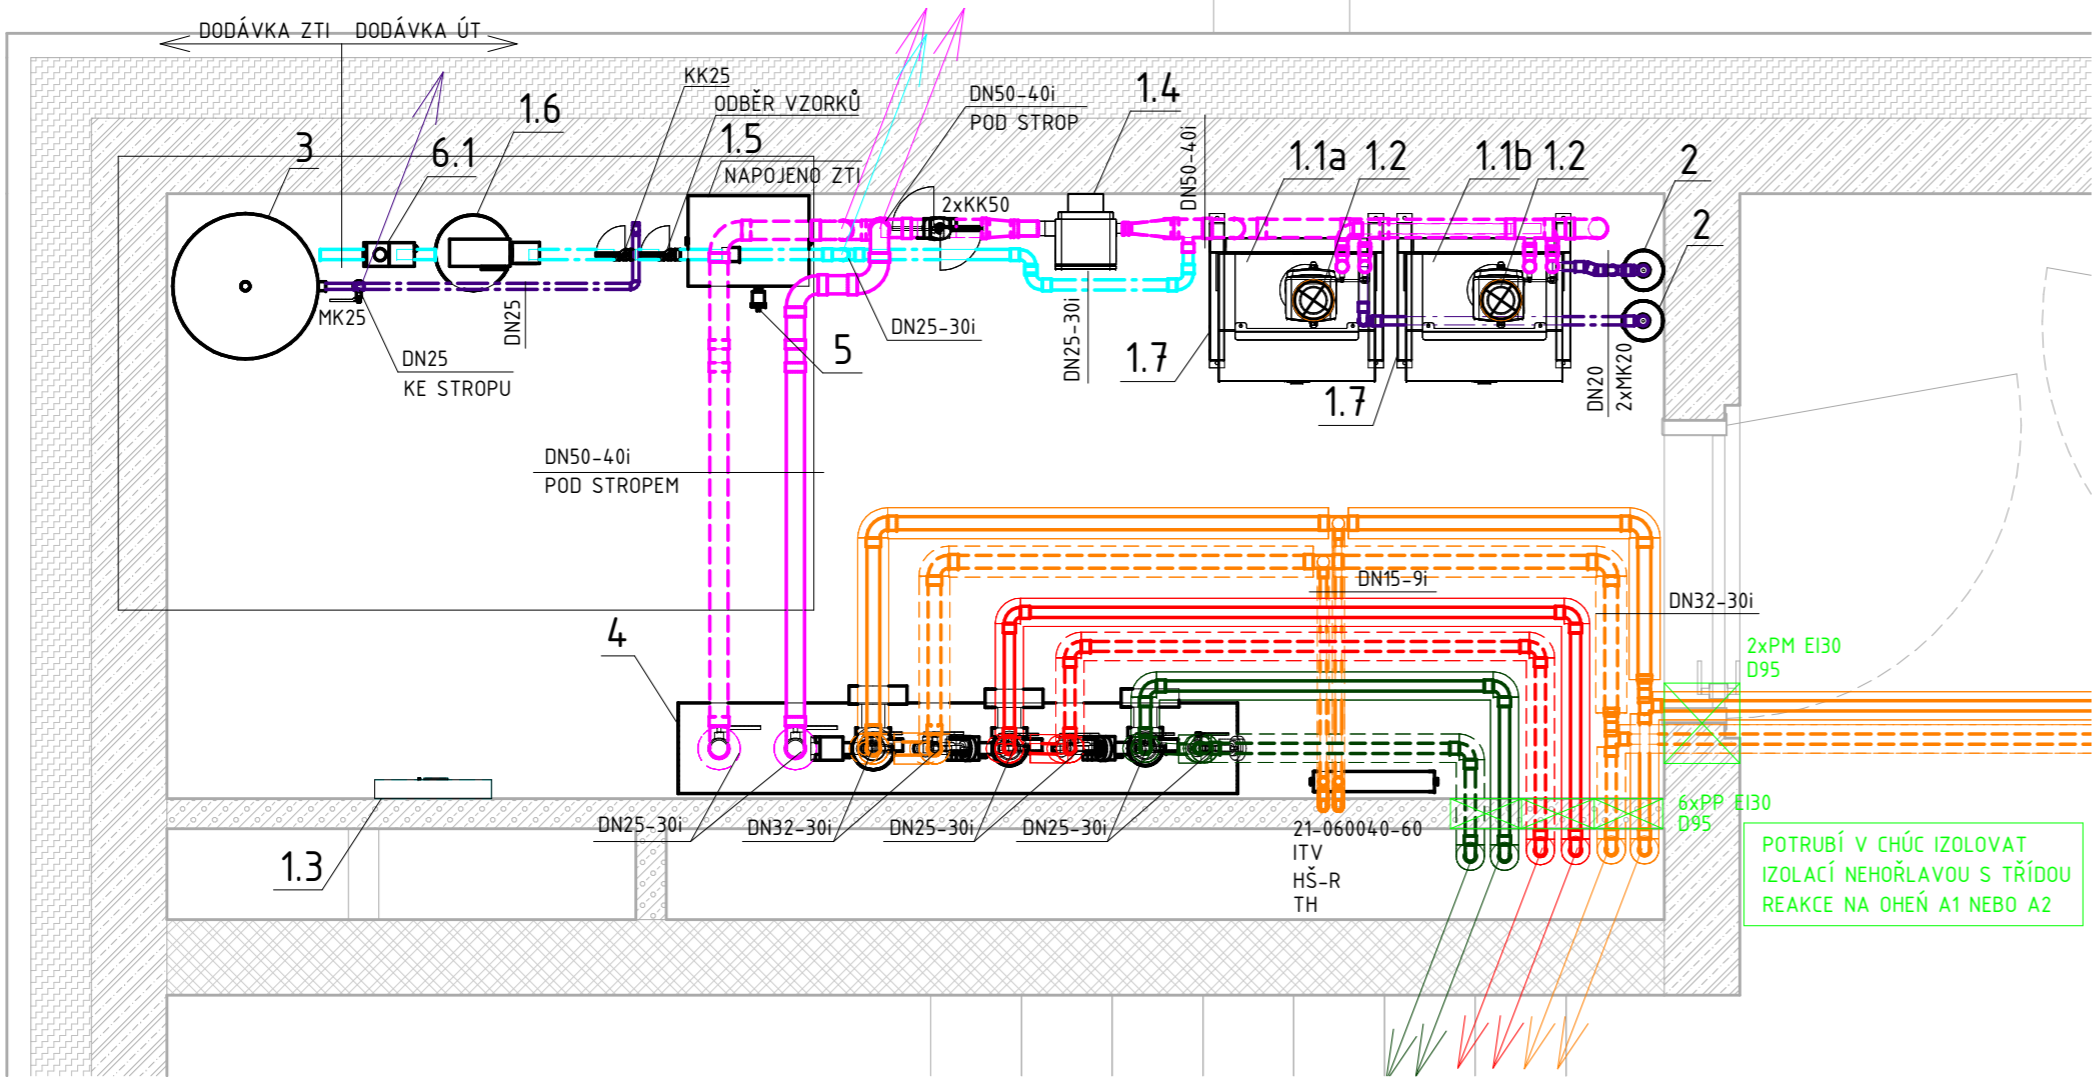 DODÁVKA ZTI
DODÁVKA ÚT
KK25
ODBĚR VZORKŮ
1.5
NAPOJENO ZTI
DN50-40i
POD STROP
1.4
DN50-40i
3
6.1
1.6
2xKK50
1.1a
1.2
1.1b
1.2
2
2
MK25
DN25
DN25
KE STROPU
5
DN25-30i
DN25-30i
1.7
1.7
DN20
2xMK20
DN50-40i
POD STROPEM
DN15-9i
DN32-30i
4
2xPM EI30
D95
1.3
DN25-30i
DN32-30i
DN25-30i
DN25-30i
21-060040-60
ITV
HŠ-R
TH
6xPP EI30
D95
POTRUBÍ V CHÚC IZOLOVAT
IZOLACÍ NEHOŘLAVOU S TŘÍDOU
REAKCE NA OHEŇ A1 NEBO A2